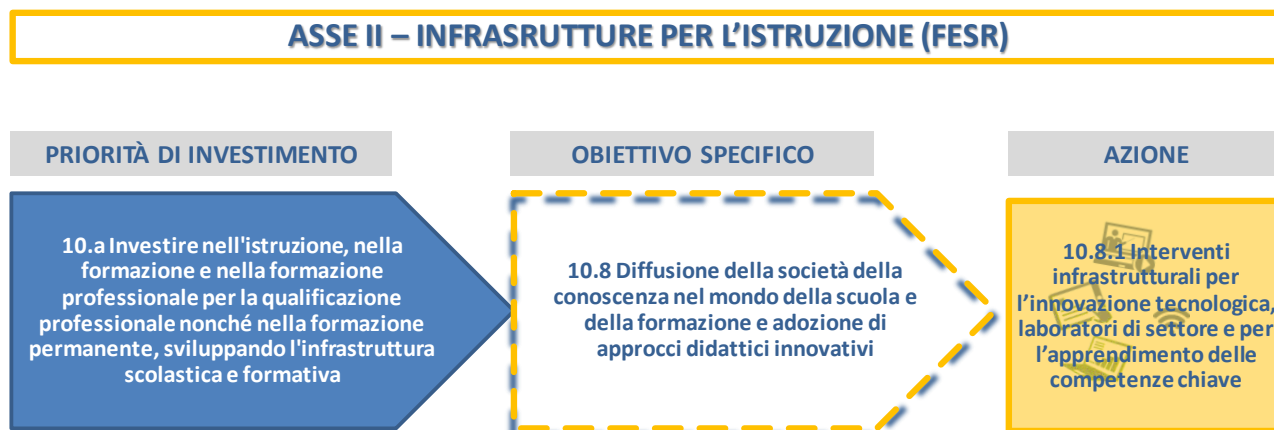 ASSE II – INFRASRUTTURE PER L'ISTRUZIONE (FESR)
PRIORITÀ DI INVESTIMENTO
10.a Investire nell'istruzione, nella
formazione e nella formazione
professionale per la qualificazione
professionale nonché nella formazione
permanente, sviluppando l'infrastruttura
scolastica e formativa
OBIETTIVO SPECIFICO
10.8 Diffusione della società della
conoscenza nel mondo della scuola e
della formazione e adozione di
approcci didattici innovativi
AZIONE
10.8.1 Interventi
infrastrutturali per
l'innovazione tecnologica,
laboratori di settore e per
l'apprendimento delle
competenze chiave